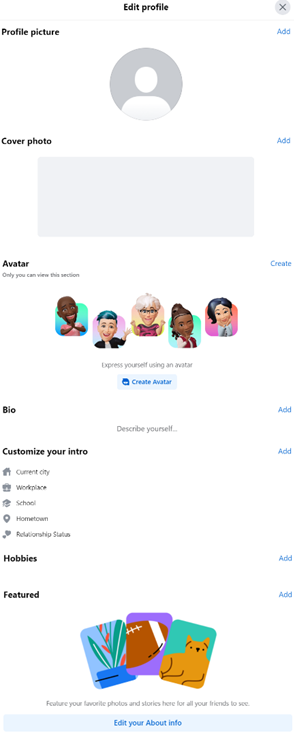 Edit profile
Profile picture
Add
Cover photo
Add
Avatar
Create
Only you can view this section
Express yourself using an avatar
Create Avatar
Bio
Add
Describe yourself...
Customize your intro
Add
Current city
Workplace
School
Hometown
Relationship Status
Hobbies
Add
Featured
Add
Feature your favorite photos and stories here for all your friends to see.
Edit your About info